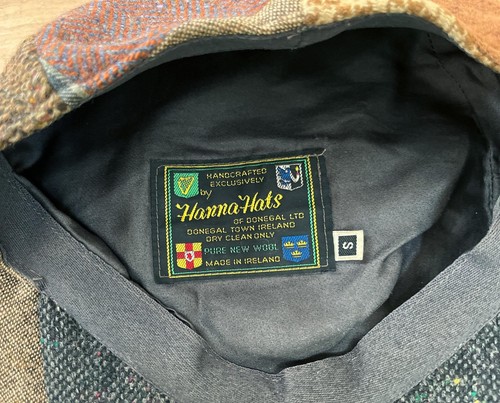 HANDCRAFTED
EXCLUSIVELY
by
Hanna Hats
OF DONEGAL LTD
DONEGAL TOWN IRELAND
DRY CLEAN ONLY
PURE NEW WOOL
MADE IN IRELAND
S